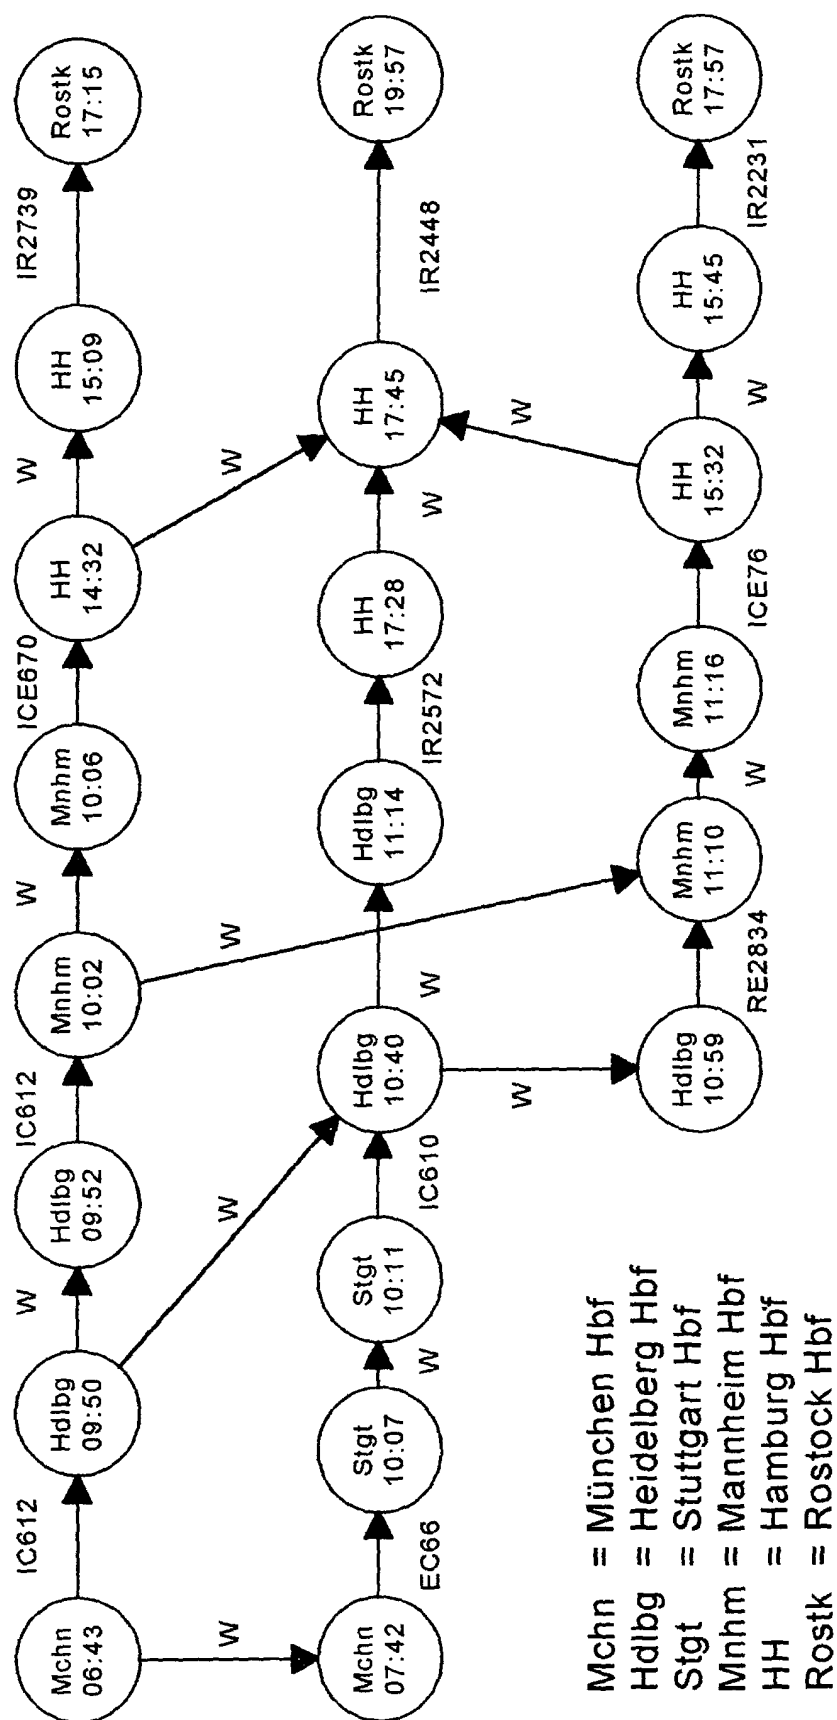 Mchn
06:43
IC612
Hdlbg
09:50
W
Hdlbg
09:52
IC612
Mnhm
10:02
W
Mnhm
10:06
ICE670
HH
14:32
W
HH
15:09
IR2739
Rostk
17:15
W
W
W
W
Mchn
07:42
EC66
Stgt
10:07
W
Stgt
10:11
IC610
Hdlbg
10:40
W
Hdlbg
11:14
IR2572
HH
17:28
W
HH
17:45
IR2448
Rostk
19:57
W
W
Hdlbg
10:59
RE2834
Mnhm
11:10
W
Mnhm
11:16
ICE76
HH
15:32
W
HH
15:45
IR2231
Rostk
17:57
Mchn = München Hbf
Hdlbg = Heidelberg Hbf
Stgt = Stuttgart Hbf
Mnhm = Mannheim Hbf
HH = Hamburg Hbf
Rostk = Rostock Hbf